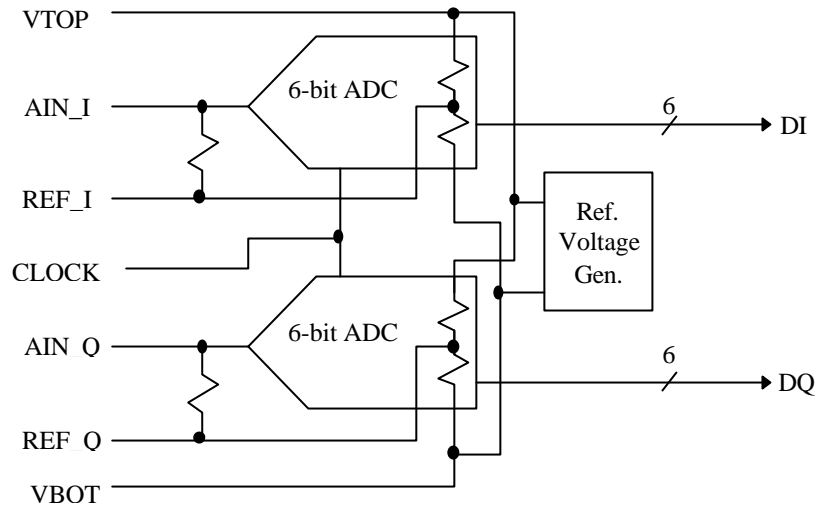 VTOP
6-bit ADC
AIN_I
6
DI
REF_I
Ref.
Voltage
Gen.
CLOCK
6-bit ADC
AIN_Q
6
DQ
REF_Q
VBOT